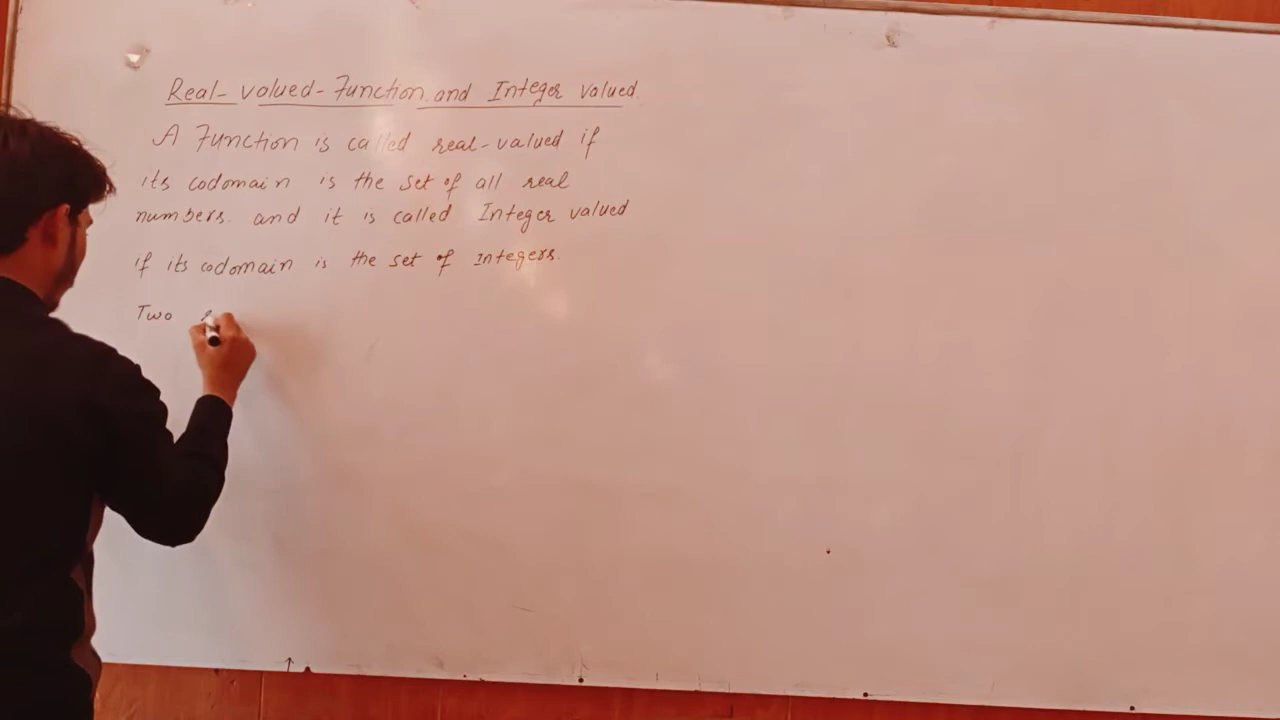 Real-valued-Function and Integer valued.
A Function is called real-valued if
its codomain is the set of all real
numbers. and it is called Integer valued
if its codomain is the set of Integers.
Two